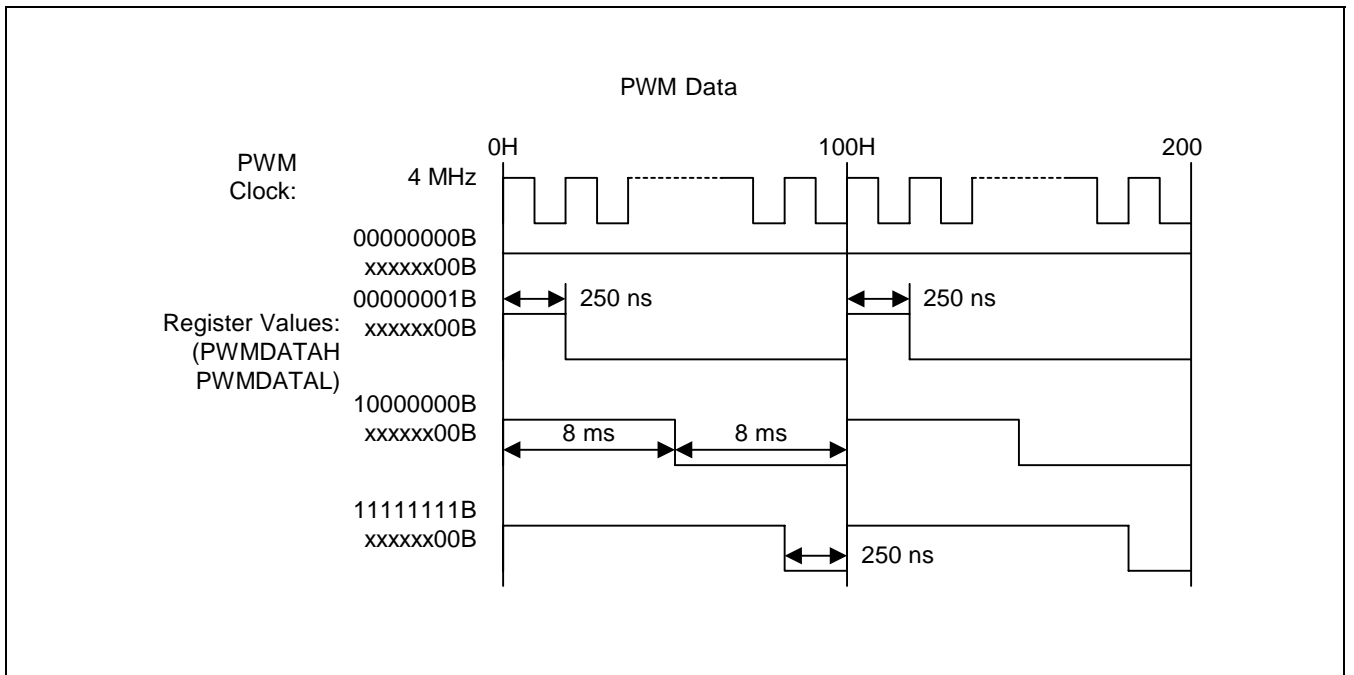 PWM Data
0H
100H
200
PWM
Clock:
4 MHz
00000000B
xxxxxx00B
00000001B
xxxxxx00B
250 ns
250 ns
Register Values:
(PWMDATAH
PWMDATAL)
10000000B
xxxxxx00B
8 ms
8 ms
11111111B
xxxxxx00B
250 ns